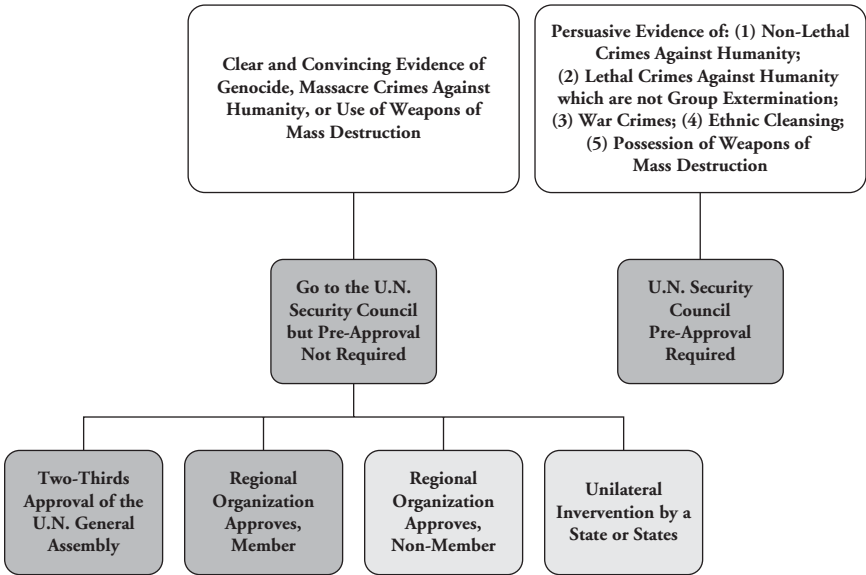 Clear and Convincing Evidence of
Genocide, Massacre Crimes Against
Humanity, or Use of Weapons of
Mass Destruction
Persuasive Evidence of: (1) Non-Lethal
Crimes Against Humanity;
(2) Lethal Crimes Against Humanity
which are not Group Extermination;
(3) War Crimes; (4) Ethnic Cleansing;
(5) Possession of Weapons of
Mass Destruction
Go to the U.N.
Security Council
but Pre-Approval
Not Required
U.N. Security
Council
Pre-Approval
Required
Two-Thirds
Approval of the
U.N. General
Assembly
Regional
Organization
Approves,
Member
Regional
Organization
Approves,
Non-Member
Unilateral
Invervention by a
State or States